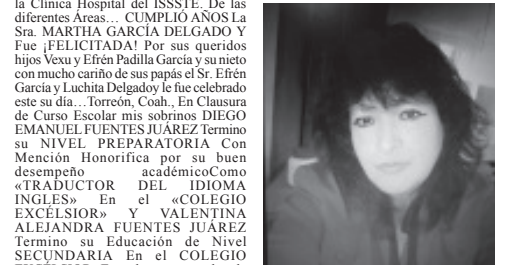 la Clínica Hospital del ISSSTE. De las
diferentes Áreas… CUMPLIÓ AÑOS La
Sra. MARTHA GARCÍA DELGADO Y
Fue ¡FELICITADA! Por sus queridos
hijos Vexu y Efrén Padilla García y su nieto
con mucho cariño de sus papás el Sr. Efrén
García y Luchita Delgadoy le fue celebrado
este su día…Torreón, Coah., En Clausura
de Curso Escolar mis sobrinos DIEGO
EMANUEL FUENTES JUÁREZ Termino
su NIVEL PREPARATORIA Con
Mención Honorifica por su buen
desempeño académicoComo
«TRADUCTOR DEL IDIOMA
INGLES» En el «COLEGIO
EXCÉLSIOR» Y VALENTINA
ALEJANDRA FUENTES JUÁREZ
Termino su Educación de Nivel
SECUNDARIA En el COLEGIO